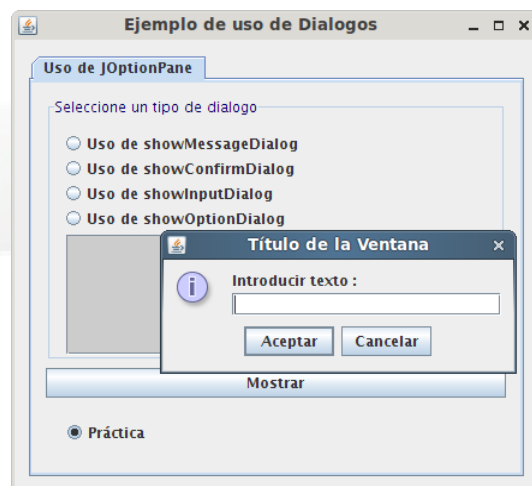 Ejemplo de uso de Dialogos
Uso de JOptionPane
Seleccione un tipo de dialogo
Uso de showMessageDialog
Uso de showConfirmDialog
Uso de showInputDialog
Uso de showOptionDialog
Título de la Ventana
Introducir texto :
Aceptar Cancelar
Mostrar
Práctica